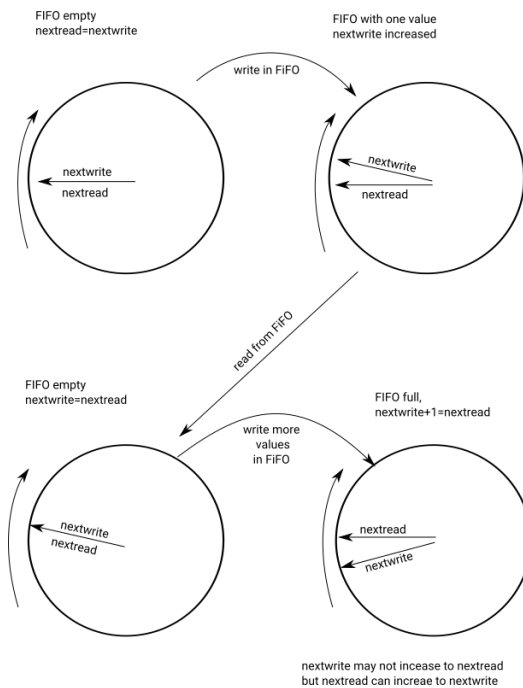 FIFO empty
nextread=nextwrite
FIFO with one value
nextwrite increased
write in FiFO
nextwrite
nextread
nextwrite
nextread
read from FiFO
FIFO empty
nextwrite=nextread
FIFO full,
nextwrite+1=nextread
write more
values
in FiFO
nextwrite
nextread
nextread
nextwrite
nextwrite may not incease to nextread
but nextread can increae to nextwrite